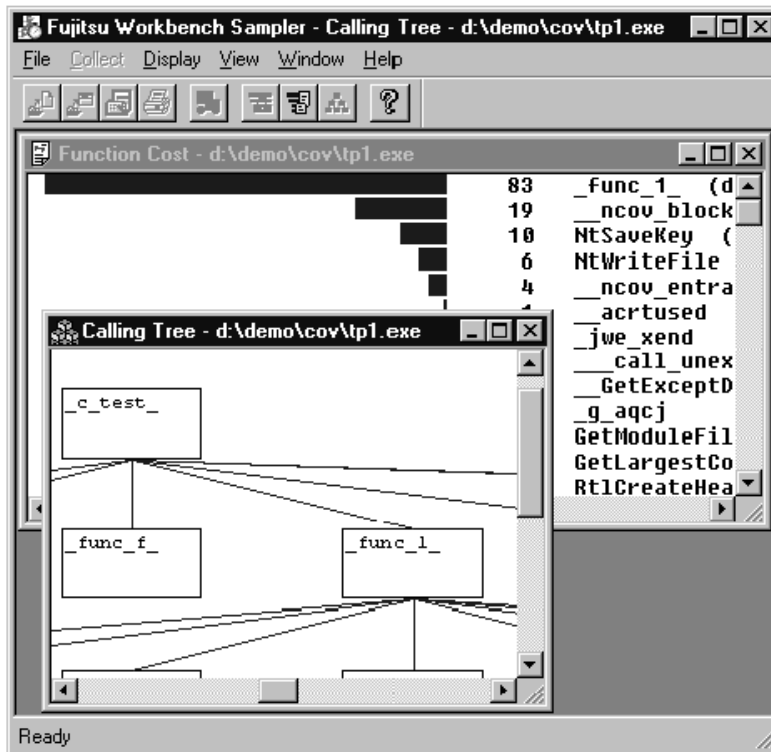 Fujitsu Workbench Sampler - Calling Tree - d:\demo\cov\tp1.exe
File Collect Display View Window Help
Function Cost - d:\demo\cov\tp1.exe
83 _func_1_ (d
19 __ncov_block
10 NtSaveKey (
6 NtWriteFile
4 __ncov_entra
__acrtused
_jwe_xend
___call_unex
__GetExceptD
_g_aqcj
GetModuleFil
GetLargestCo
RtlCreateHea
Calling Tree - d:\demo\cov\tp1.exe
_c_test_
_func_f_
_func_l_
Ready